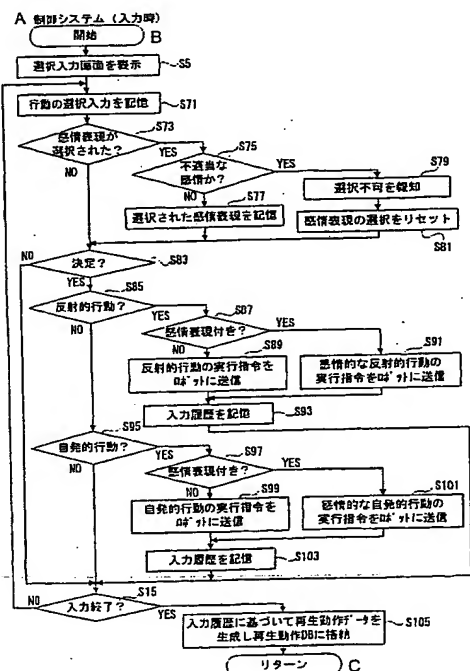 A 制御システム (入力時)
開始 B
選択入力画面を表示 S5
行動の選択入力を記憶 S71
感情表現が
選択された? S73
YES
NO
不適当な
感情か? S75
YES
NO
S77
選択された感情表現を記憶
S79
選択不可を報知
感情表現の選択をリセット
S81
NO
決定? S83
YES
反射的行動? S85
YES
NO
感情表現付き? S87
YES
NO
S89
反射的行動の実行指令を
ロボットに送信
S91
感情的な反射的行動の
実行指令をロボットに送信
入力履歴を記憶 S93
自発的行動? S95
YES
NO
感情表現付き? S97
YES
NO
S99
自発的行動の実行指令を
ロボットに送信
S101
感情的な自発的行動の
実行指令をロボットに送信
入力履歴を記憶 S103
NO
入力終了? S15
YES
入力履歴に基づいて再生動作データを
生成し再生動作DBに格納 S105
リターン C